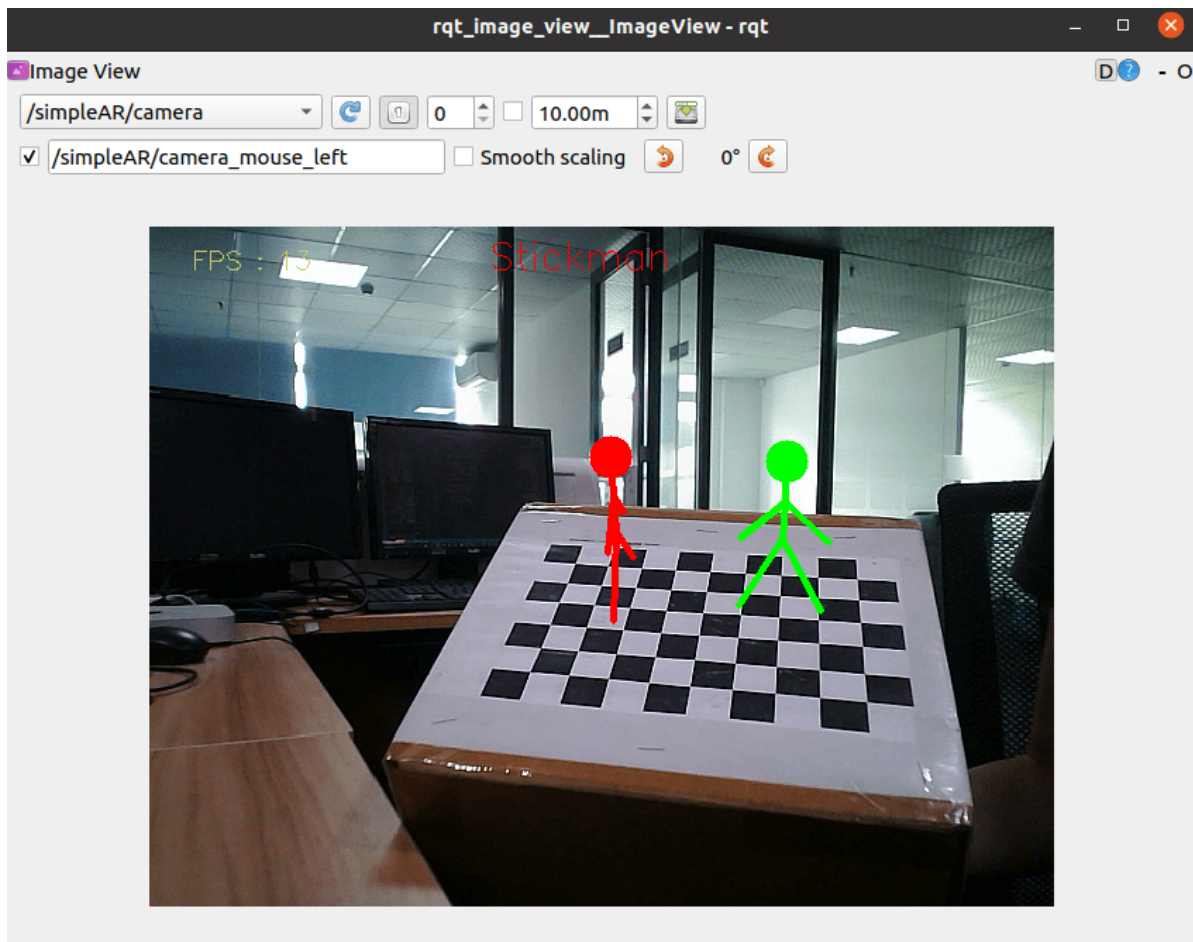 rqt_image_view__ImageView - rqt
Image View
D ? - O
/simpleAR/camera 0 10.00m
/simpleAR/camera_mouse_left Smooth scaling 0°
FPS : 13 Stickman